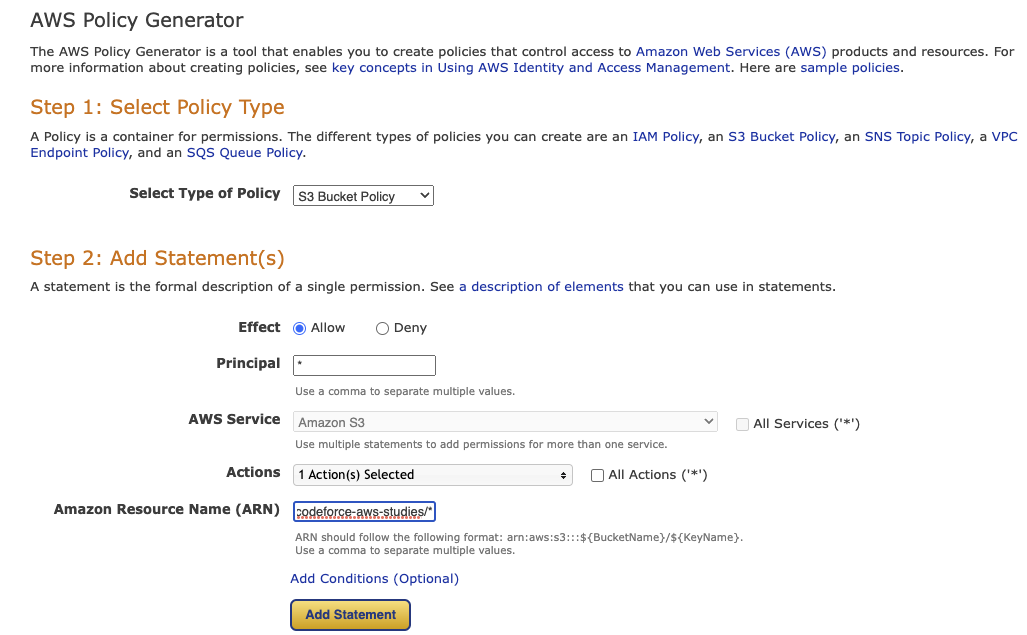 AWS Policy Generator
The AWS Policy Generator is a tool that enables you to create policies that control access to Amazon Web Services (AWS) products and resources. For
more information about creating policies, see key concepts in Using AWS Identity and Access Management. Here are sample policies.
Step 1: Select Policy Type
A Policy is a container for permissions. The different types of policies you can create are an IAM Policy, an S3 Bucket Policy, an SNS Topic Policy, a VPC
Endpoint Policy, and an SQS Queue Policy.
Select Type of Policy S3 Bucket Policy
Step 2: Add Statement(s)
A statement is the formal description of a single permission. See a description of elements that you can use in statements.
Effect Allow Deny
Principal *
Use a comma to separate multiple values.
AWS Service Amazon S3 All Services ('*')
Use multiple statements to add permissions for more than one service.
Actions 1 Action(s) Selected All Actions ('*')
Amazon Resource Name (ARN) codeforce-aws-studies/*
ARN should follow the following format: arn:aws:s3:::${BucketName}/${KeyName}.
Use a comma to separate multiple values.
Add Conditions (Optional)
Add Statement